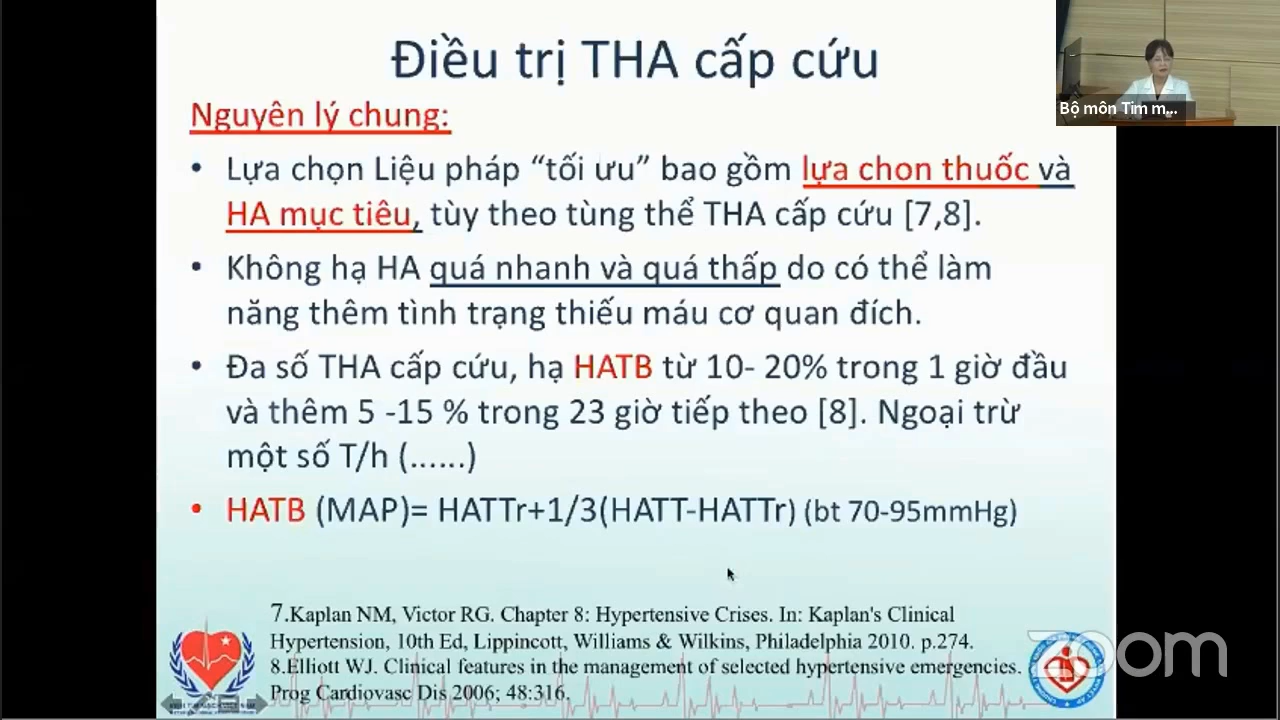 Điều trị THA cấp cứu
Bộ môn Tim m...
Nguyên lý chung:
• Lựa chọn Liệu pháp “tối ưu” bao gồm lựa chon thuốc và
HA mục tiêu, tùy theo tùng thể THA cấp cứu [7,8].
• Không hạ HA quá nhanh và quá thấp do có thể làm
năng thêm tình trạng thiếu máu cơ quan đích.
• Đa số THA cấp cứu, hạ HATB từ 10- 20% trong 1 giờ đầu
và thêm 5 -15 % trong 23 giờ tiếp theo [8]. Ngoại trừ
một số T/h (......)
• HATB (MAP)= HATTr+1/3(HATT-HATTr) (bt 70-95mmHg)
7.Kaplan NM, Victor RG. Chapter 8: Hypertensive Crises. In: Kaplan's Clinical
Hypertension, 10th Ed, Lippincott, Williams & Wilkins, Philadelphia 2010. p.274.
8.Elliott WJ. Clinical features in the management of selected hypertensive emergencies.
Prog Cardiovasc Dis 2006; 48:316.
zoom